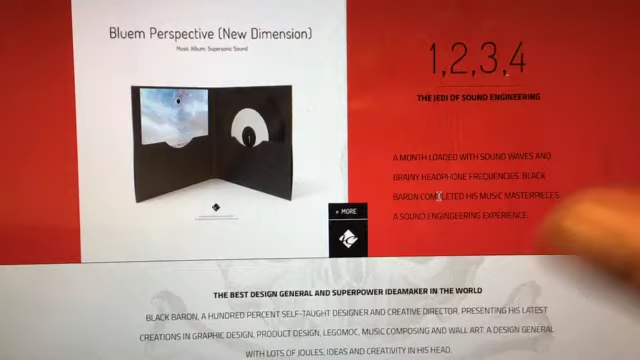 Bluem Perspective (New Dimension)
Music Album: Supersonic Sound
1,2,3,4
THE JEDI OF SOUND ENGINEERING
A MONTH LOADED WITH SOUND WAVES AND
BRAINY HEADPHONE FREQUENCIES. BLACK
BARON COMPLETED HIS MUSIC MASTERPIECES.
A SOUND ENGINGEERING EXPERIENCE.
» MORE
THE BEST DESIGN GENERAL AND SUPERPOWER IDEAMAKER IN THE WORLD
BLACK BARON, A HUNDRED PERCENT SELF-TAUGHT DESIGNER AND CREATIVE DIRECTOR. PRESENTING HIS LATEST
CREATIONS IN GRAPHIC DESIGN, PRODUCT DESIGN, LEGOMOC, MUSIC COMPOSING AND WALL ART. A DESIGN GENERAL
WITH LOTS OF JOULES, IDEAS AND CREATIVITY IN HIS HEAD.